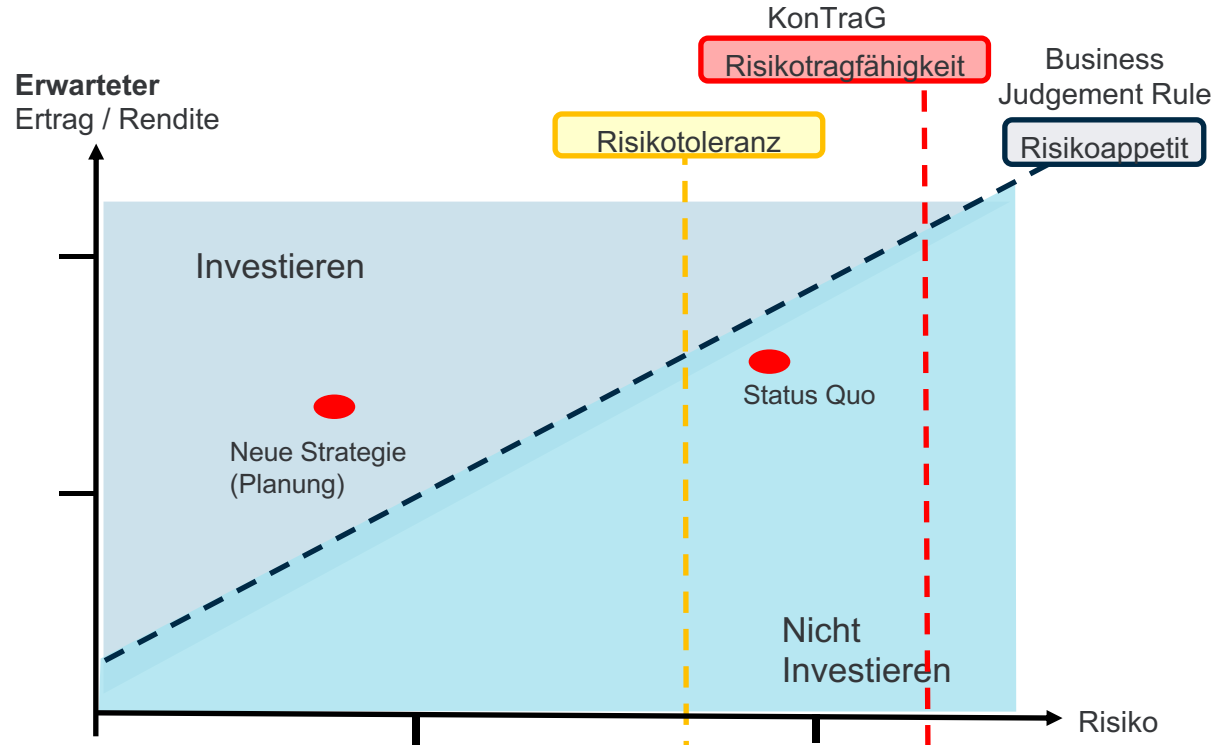 KonTraG
Risikotragfähigkeit
Business
Judgement Rule
Erwarteter
Ertrag / Rendite
Risikotoleranz
Risikoappetit
Investieren
Status Quo
Neue Strategie
(Planung)
Nicht
Investieren
Risiko